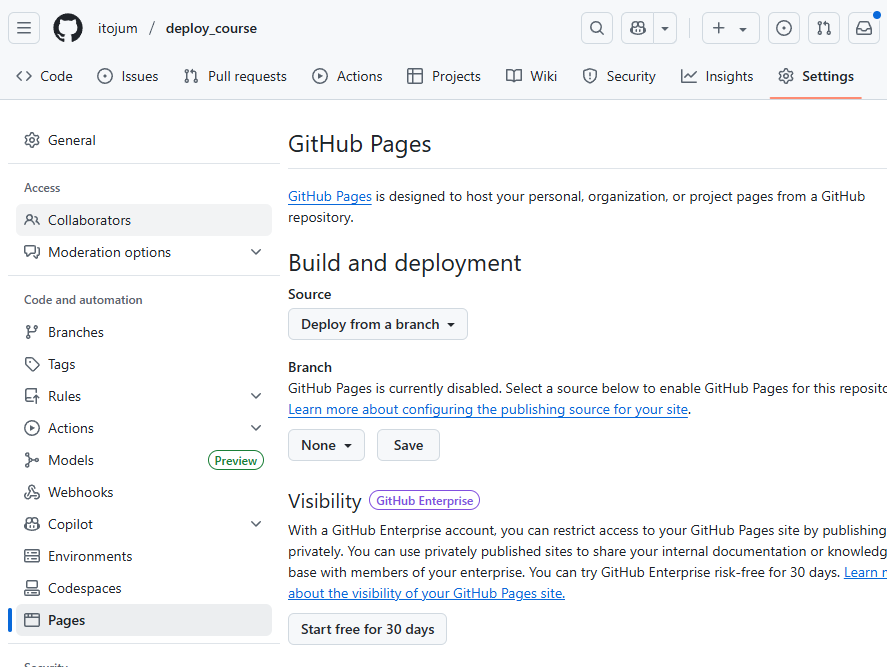 itojum / deploy_course
Code
Issues
Pull requests
Actions
Projects
Wiki
Security
Insights
Settings
General
Access
Collaborators
Moderation options
Code and automation
Branches
Tags
Rules
Actions
Models
Preview
Webhooks
Copilot
Environments
Codespaces
Pages
GitHub Pages
GitHub Pages is designed to host your personal, organization, or project pages from a GitHub
repository.
Build and deployment
Source
Deploy from a branch
Branch
GitHub Pages is currently disabled. Select a source below to enable GitHub Pages for this
Learn more about configuring the publishing source for your site.
None
Save
Visibility GitHub Enterprise
With a GitHub Enterprise account, you can restrict access to your GitHub Pages site by publishing
privately. You can use privately published sites to share your internal documentation or
base with members of your enterprise. You can try GitHub Enterprise risk-free for 30 days. Learn
about the visibility of your GitHub Pages site.
Start free for 30 days